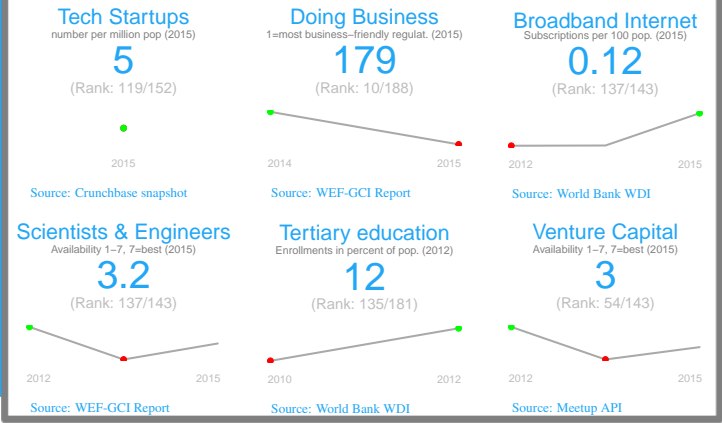 Tech Startups
number per million pop (2015)
5
(Rank: 119/152)
2015
Source: Crunchbase snapshot
Doing Business
1=most business−friendly regulat. (2015)
179
(Rank: 10/188)
2014 2015
Source: WEF-GCI Report
Broadband Internet
Subscriptions per 100 pop. (2015)
0.12
(Rank: 137/143)
2012 2015
Source: World Bank WDI
Scientists & Engineers
Availability 1−7, 7=best (2015)
3.2
(Rank: 137/143)
2012 2015
Source: WEF-GCI Report
Tertiary education
Enrollments in percent of pop. (2012)
12
(Rank: 135/181)
2010 2012
Source: World Bank WDI
Venture Capital
Availability 1−7, 7=best (2015)
3
(Rank: 54/143)
2012 2015
Source: Meetup API